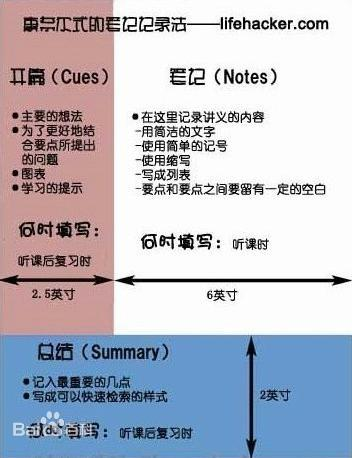 康奈尔式的笔记记录法——lifehacker.com
开篇（Cues）
●主要的想法
●为了更好地结
合要点所提出
的问题
●图表
●学习的提示
何时填写：
听课后复习时
2.5英寸
笔记（Notes）
●在这里记录讲义的内容
-用简洁的文字
-使用简单的记号
-使用缩写
-写成列表
-要点和要点之间要留有一定的空白
何时填写：听课时
6英寸
总结（Summary）
●记入最重要的几点
●写成可以快速检索的样式
何时填写：听课后复习时
2英寸
Bai百科